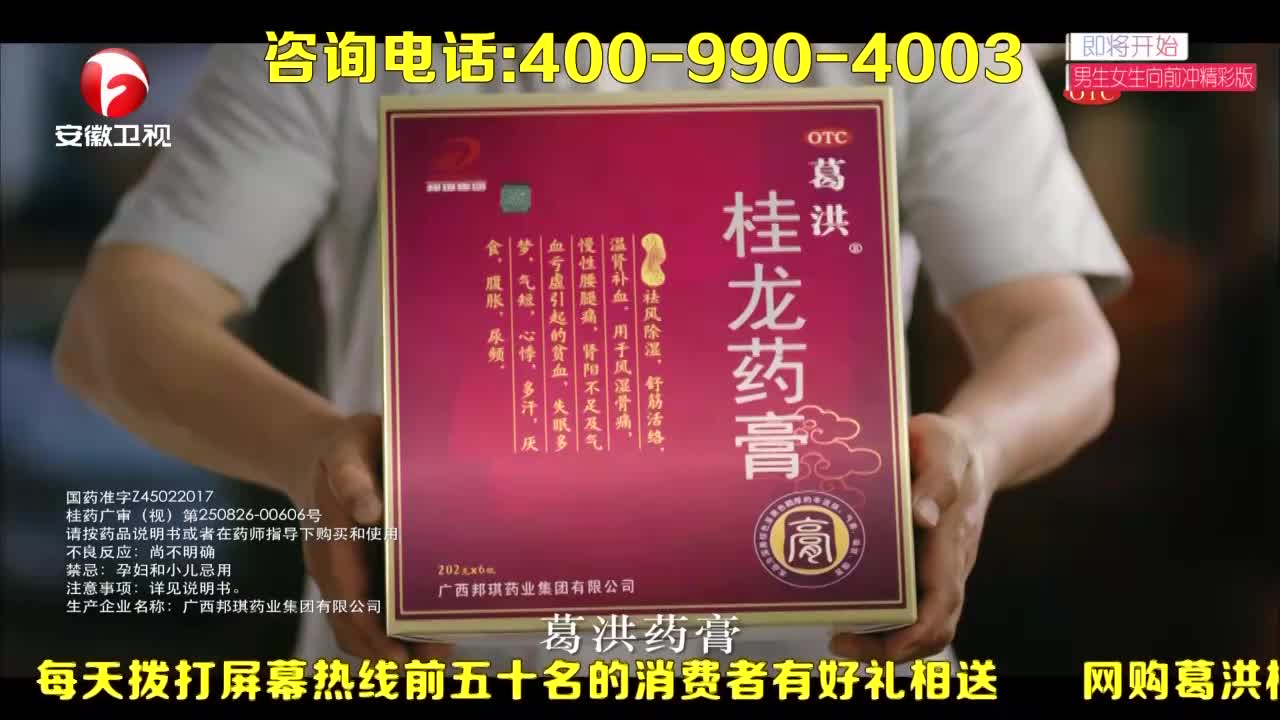 咨询电话:400-990-4003
即将开始
男生女生向前冲精彩版
OTC
安徽卫视
OTC
葛洪®
桂龙药膏
祛风除湿，舒筋活络，
温肾补血。用于风湿骨痛，
慢性腰腿痛，肾阳不足及气
血亏虚引起的贫血，失眠多
梦，气短，心悸，多汗，厌
食，腹胀，尿频。
膏
202克x6瓶
广西邦琪药业集团有限公司
国药准字Z45022017
桂药广审（视）第250826-00606号
请按药品说明书或者在药师指导下购买和使用
不良反应：尚不明确
禁忌：孕妇和小儿忌用
注意事项：详见说明书。
生产企业名称：广西邦琪药业集团有限公司
葛洪药膏
每天拨打屏幕热线前五十名的消费者有好礼相送
网购葛洪